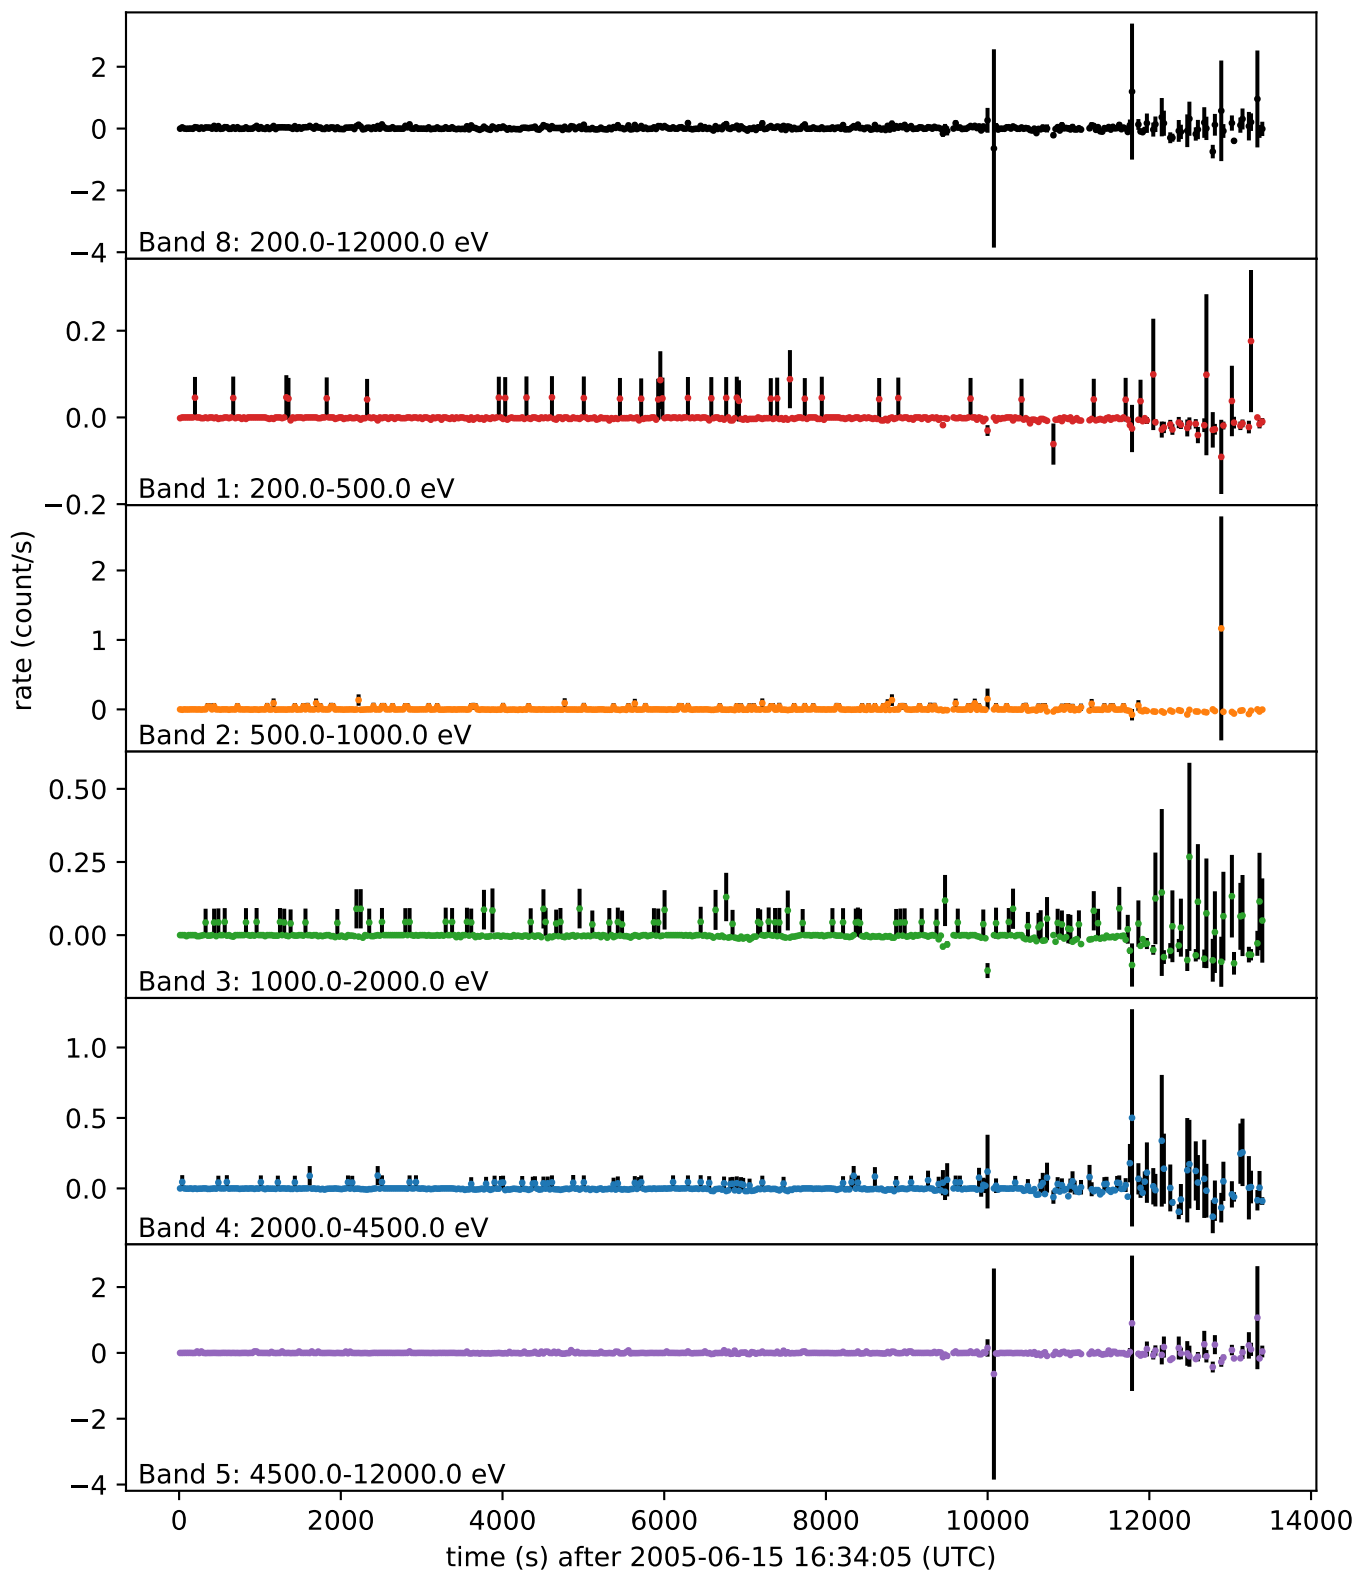 2
0
−2
−4
Band 8: 200.0-12000.0 eV
0.2
0.0
−0.2
Band 1: 200.0-500.0 eV
rate (count/s)
2
1
0
Band 2: 500.0-1000.0 eV
0.50
0.25
0.00
Band 3: 1000.0-2000.0 eV
1.0
0.5
0.0
Band 4: 2000.0-4500.0 eV
2
0
−2
−4
Band 5: 4500.0-12000.0 eV
0 2000 4000 6000 8000 10000 12000 14000
time (s) after 2005-06-15 16:34:05 (UTC)